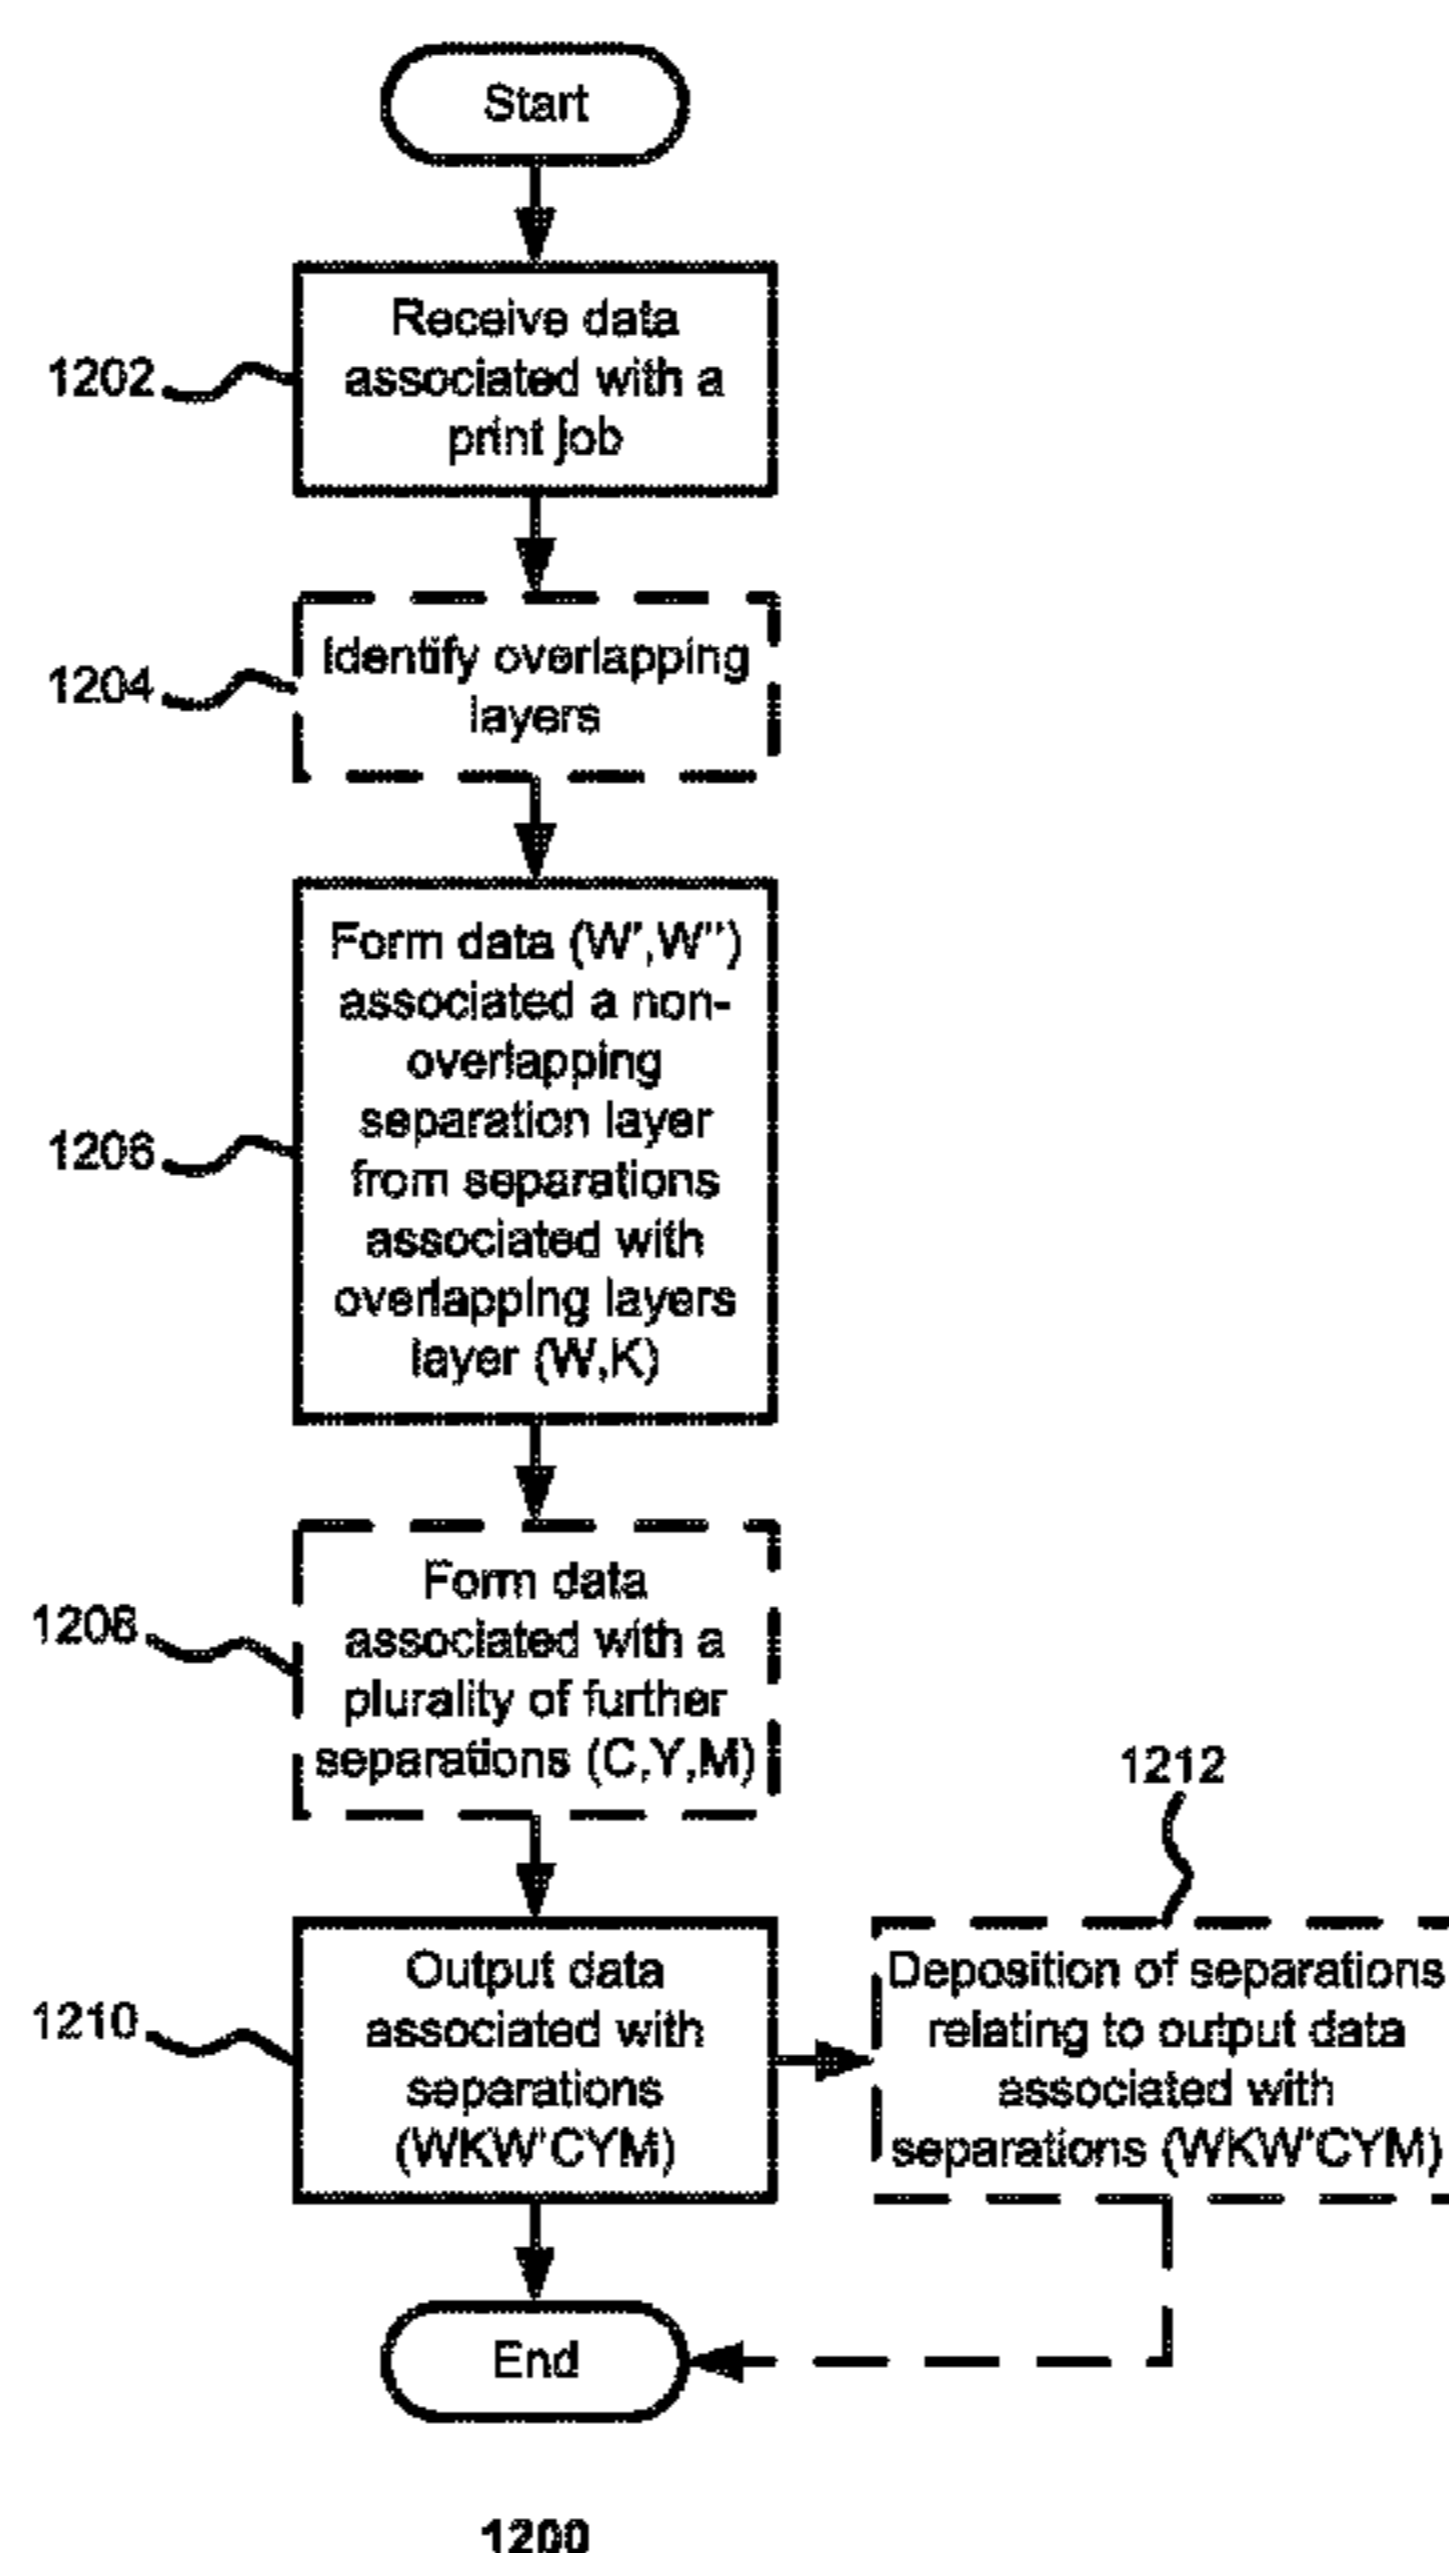 Start
Receive data
associated with a
print job
1202
Identify overlapping
layers
1204
Form data (W',W'')
associated a non-
overlapping
separation layer
from separations
associated with
overlapping layers
layer (W,K)
1206
Form data
associated with a
plurality of further
separations (C,Y,M)
1208
1212
Output data
associated with
separations
(WKW'CYM)
1210
Deposition of separations
relating to output data
associated with
separations (WKW'CYM)
End
1200